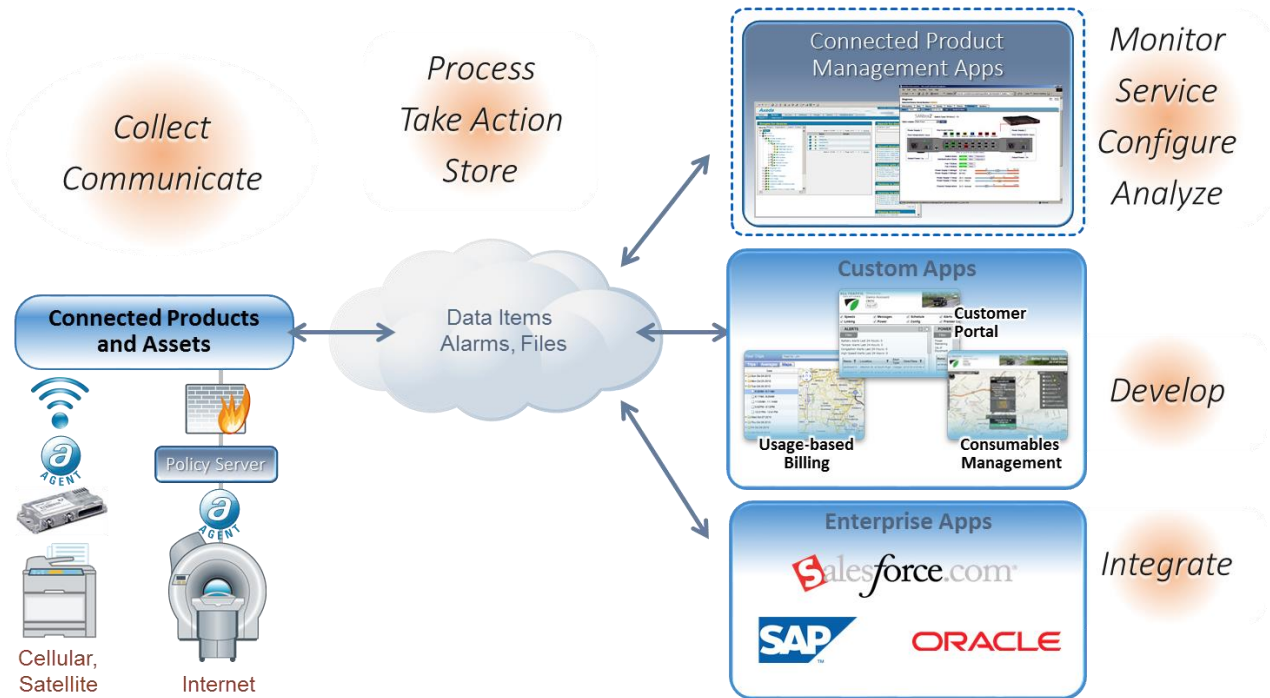 Collect
Communicate
Process
Take Action
Store
Connected Product
Management Apps
Monitor
Service
Configure
Analyze
Axeda
Connected Products
and Assets
Data Items
Alarms, Files
Custom Apps
Customer
Portal
ALERTS
Usage-based
Billing
Consumables
Management
Develop
a
AGENT
Policy Server
a
AGENT
Cellular,
Satellite
Internet
Enterprise Apps
salesforce.com
SAP
ORACLE
Integrate